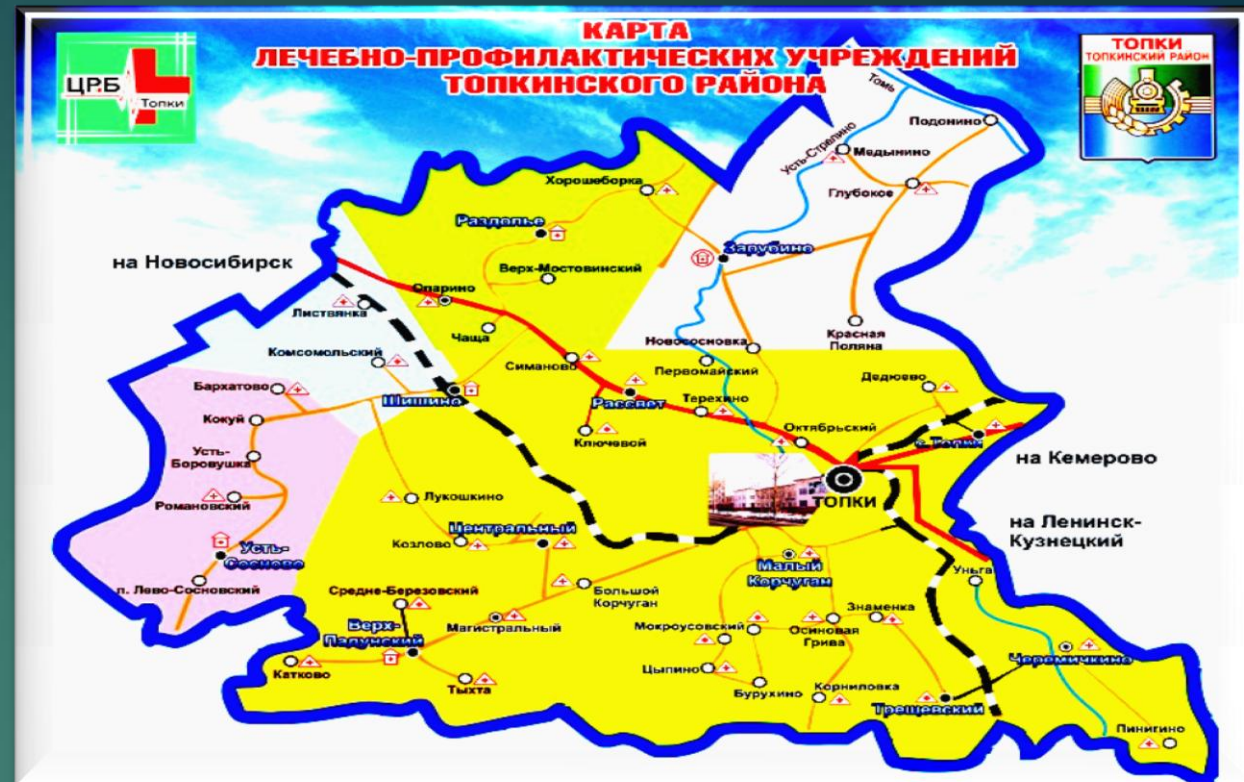 КАРТА
ЛЕЧЕБНО-ПРОФИЛАКТИЧЕСКИХ УЧРЕЖДЕНИЙ
ТОПКИНСКОГО РАЙОНА
ЦРБ
Топки
ТОПКИ
ТОПКИНСКИЙ РАЙОН
Томь
Подонино
Усть-Стрелино
Медынино
Глубокое
Хорошеборка
Раздолье
Зарубино
на Новосибирск
Верх-Мостовинский
Опарино
Листвянка
Чаща
Красная
Поляна
Новососновка
Комсомольский
Симаново
Первомайский
Дедюево
Бархатово
Шишино
Рассвет
Терехино
Кокуй
Ключевой
Октябрьский
с. Топки
Усть-
Боровушка
на Кемерово
Романовский
Лукошкино
ТОПКИ
на Ленинск-
Кузнецкий
Центральный
Козлово
Усть-
Сосново
Малый
Корчуган
Уньга
п. Лево-Сосновский
Средне-Березовский
Большой
Корчуган
Знаменка
Верх-
Падунский
Магистральный
Мокроусовский
Осиновая
Грива
Черемичкино
Катково
Тыхта
Цыпино
Бурухино
Корниловка
Трещевский
Пинигино